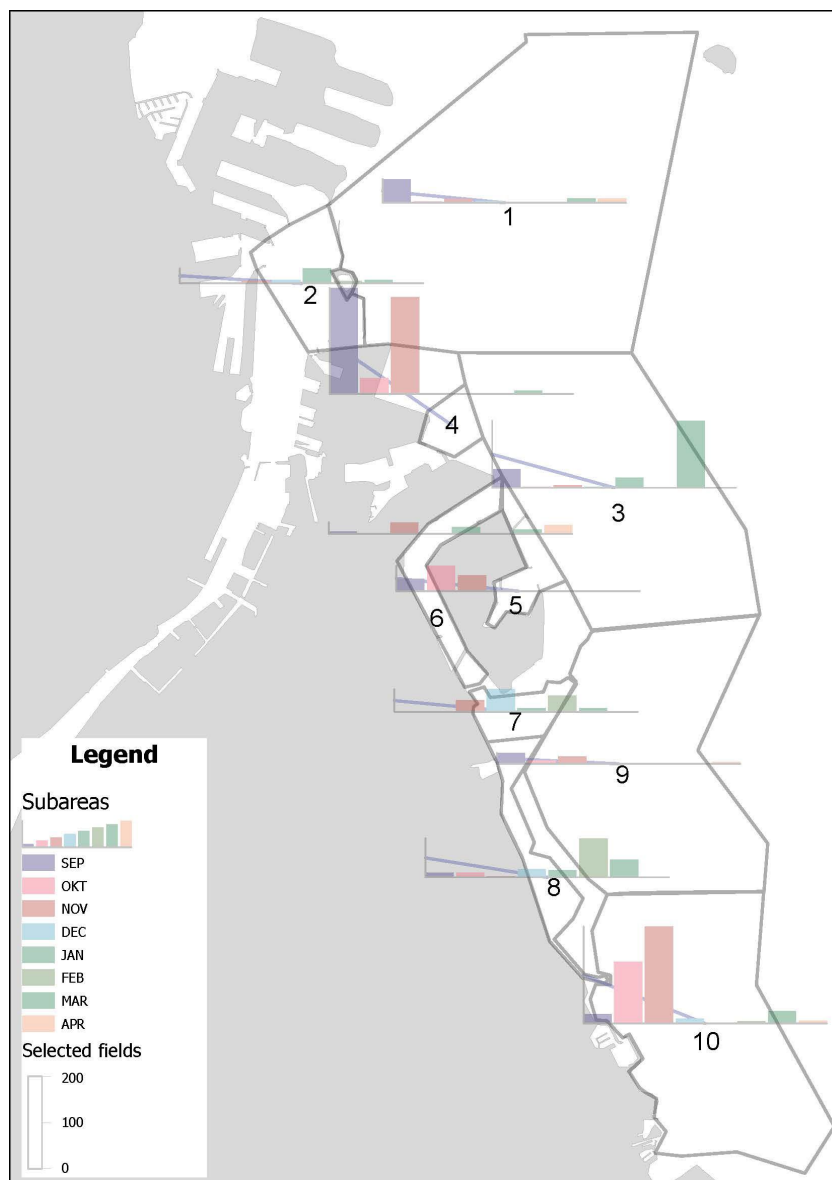 1
2
4
3
5
6
7
9
8
10
Legend
Subareas
SEP
OKT
NOV
DEC
JAN
FEB
MAR
APR
Selected fields
200
100
0